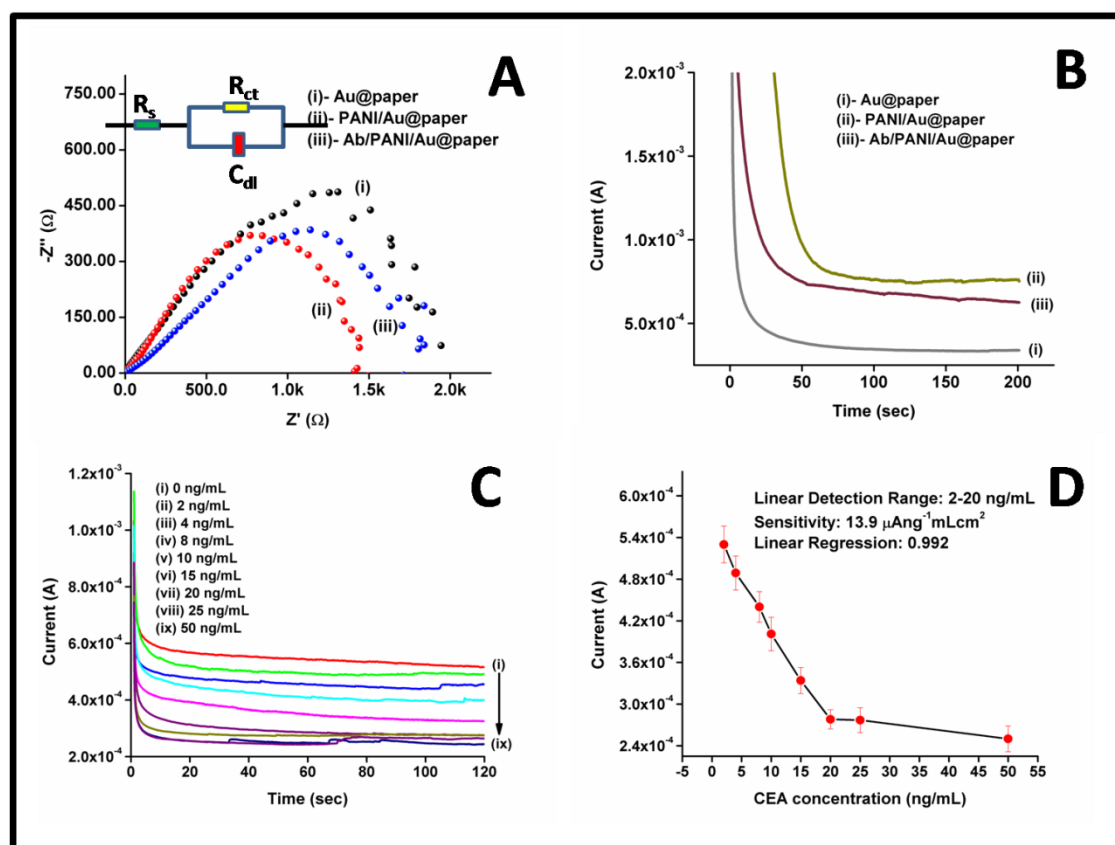 A
750.00
600.00
450.00
300.00
150.00
0.00
-Z'' (Ω)
0.00
500.0
1.0k
1.5k
2.0k
Z' (Ω)
Rs
Rct
Cdl
(i)- Au@paper
(ii)- PANI/Au@paper
(iii)- Ab/PANI/Au@paper
(i)
(ii)
(iii)
B
2.0x10⁻³
1.5x10⁻³
1.0x10⁻³
5.0x10⁻⁴
Current (A)
0
50
100
150
200
Time (sec)
(i)- Au@paper
(ii)- PANI/Au@paper
(iii)- Ab/PANI/Au@paper
(ii)
(iii)
(i)
C
1.2x10⁻³
1.0x10⁻³
8.0x10⁻⁴
6.0x10⁻⁴
4.0x10⁻⁴
2.0x10⁻⁴
Current (A)
0
20
40
60
80
100
120
Time (sec)
(i) 0 ng/mL
(ii) 2 ng/mL
(iii) 4 ng/mL
(iv) 8 ng/mL
(v) 10 ng/mL
(vi) 15 ng/mL
(vii) 20 ng/mL
(viii) 25 ng/mL
(ix) 50 ng/mL
(i)
(ix)
D
6.0x10⁻⁴
5.4x10⁻⁴
4.8x10⁻⁴
4.2x10⁻⁴
3.6x10⁻⁴
3.0x10⁻⁴
2.4x10⁻⁴
Current (A)
-5
0
5
10
15
20
25
30
35
40
45
50
55
CEA concentration (ng/mL)
Linear Detection Range: 2-20 ng/mL
Sensitivity: 13.9 μAng⁻¹mLcm²
Linear Regression: 0.992